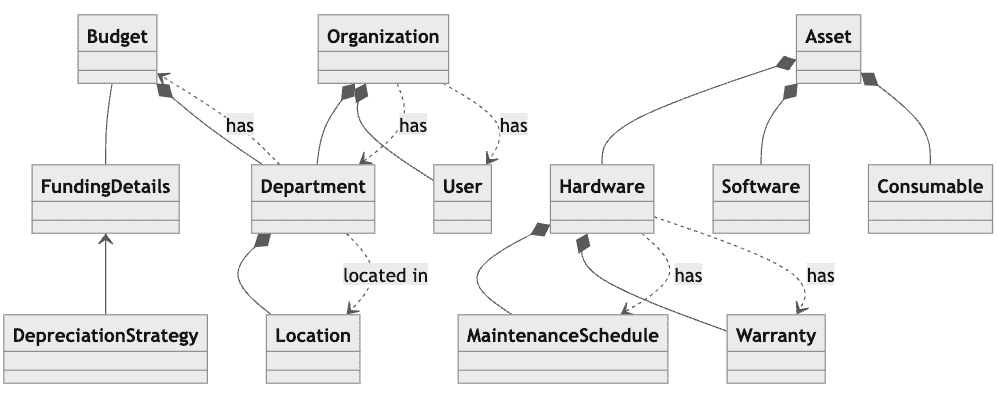 Budget
Organization
Asset
has
has
has
FundingDetails
Department
User
Hardware
Software
Consumable
located in
has
has
DepreciationStrategy
Location
MaintenanceSchedule
Warranty